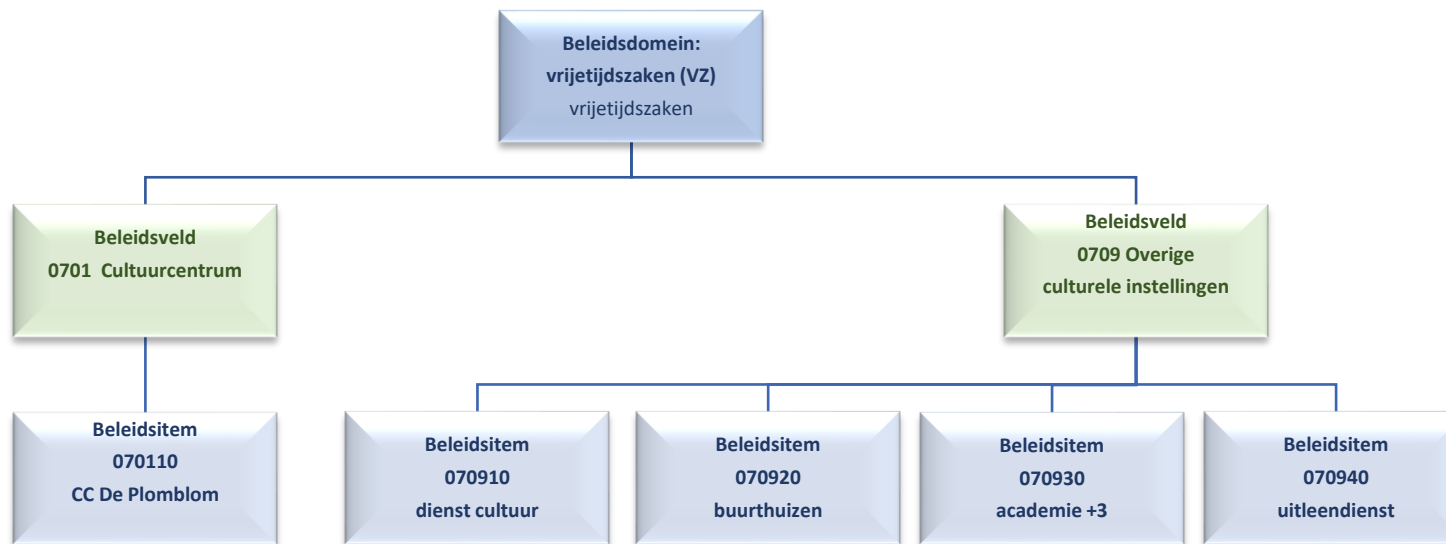 Beleidsdomein:
vrijetijdszaken (VZ)
vrijetijdszaken
Beleidsveld
0701 Cultuurcentrum
Beleidsveld
0709 Overige
culturele instellingen
Beleidsitem
070110
CC De Plomblom
Beleidsitem
070910
dienst cultuur
Beleidsitem
070920
buurthuizen
Beleidsitem
070930
academie +3
Beleidsitem
070940
uitleendienst